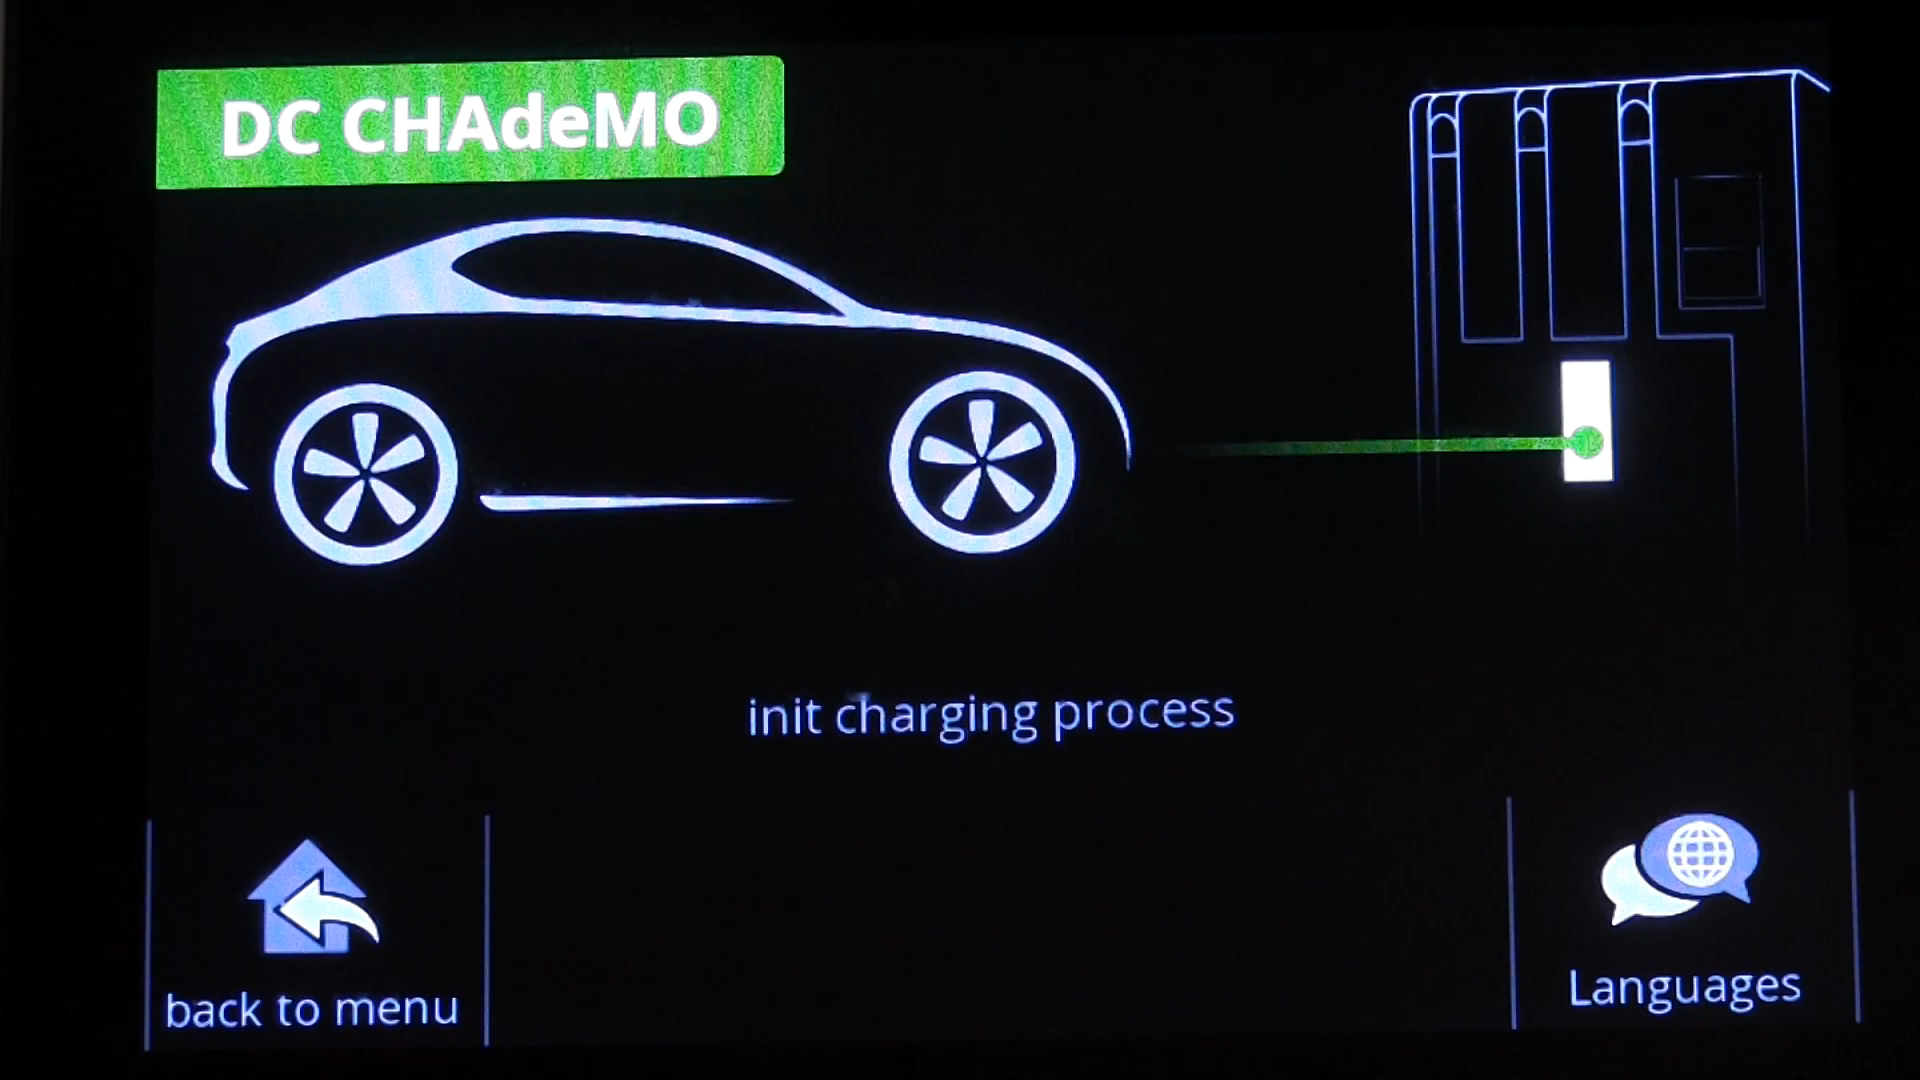 DC CHAdeMO
init charging process
back to menu
Languages